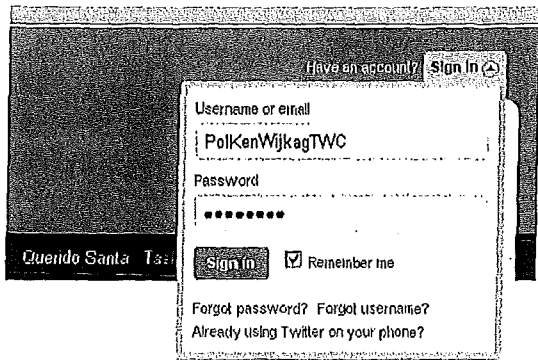 Have an account? Sign in
Username or email
PolKenWijkagTWC
Password
Querido Santa
Sign in
Remember me
Forgot password? Forgot username?
Already using Twitter on your phone?